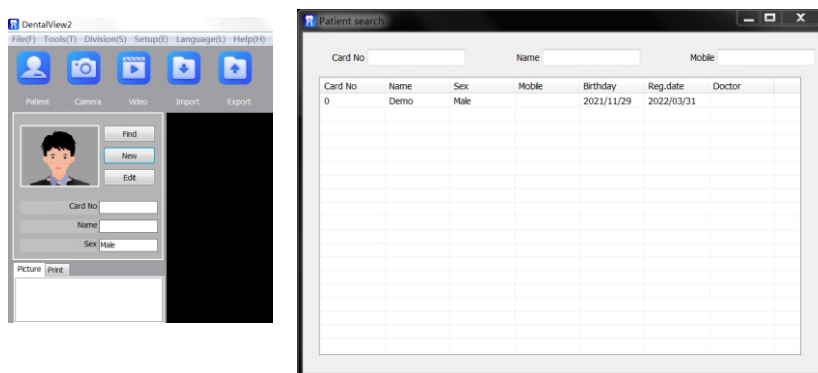 DentalView2
File(F) Tools(T) Division(S) Setup(E) Language(L) Help(H)
Patient Camera Video Import Export
Find
New
Edit
Card No
Name
Sex Male
Picture Print
Patient search
Card No Name Mobile
Card No Name Sex Mobile Birthday Reg.date Doctor
0 Demo Male 2021/11/29 2022/03/31